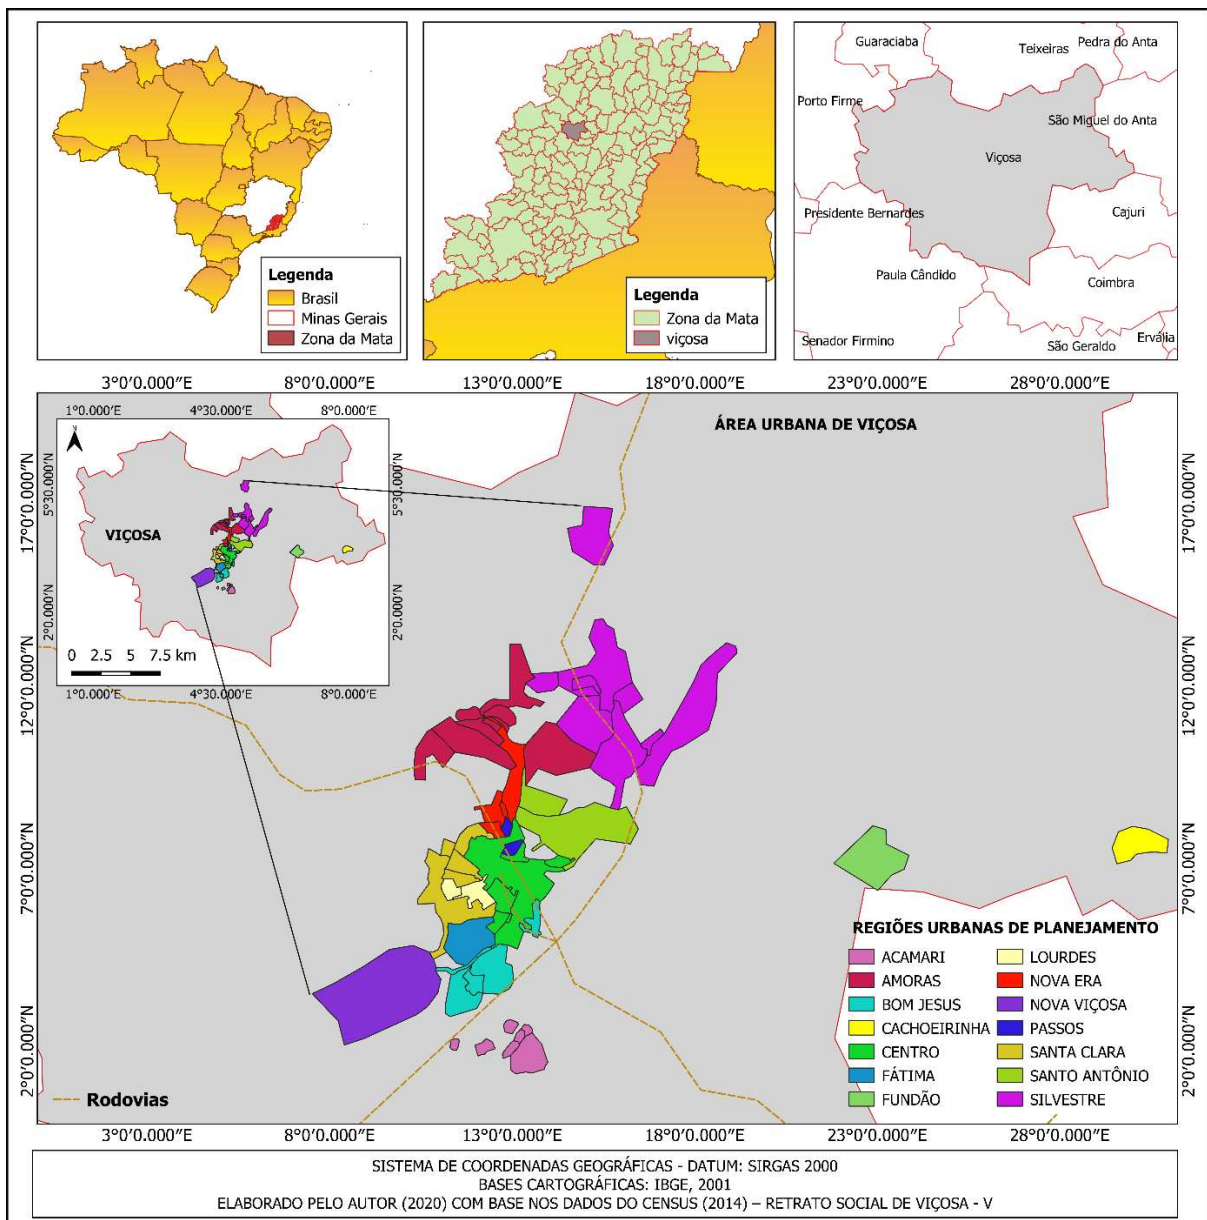 Legenda
Brasil
Minas Gerais
Zona da Mata
Legenda
Zona da Mata
viçosa
Guaraciaba
Teixeiras
Pedra do Anta
Porto Firme
São Miguel do Anta
Viçosa
Presidente Bernardes
Cajuri
Paula Cândido
Coimbra
Senador Firmino
São Geraldo
Ervália
3°0'0.000"E 8°0'0.000"E 13°0'0.000"E 18°0'0.000"E 23°0'0.000"E 28°0'0.000"E
1°0.000'E 4°30.000'E 8°0.000'E
ÁREA URBANA DE VIÇOSA
N
5°30.000'N
5°30.000'N
17°0'0.000"N
17°0'0.000"N
VIÇOSA
2°0.000'N
2°0.000'N
0 2.5 5 7.5 km
1°0.000'E 4°30.000'E 8°0.000'E
12°0'0.000"N
12°0'0.000"N
7°0'0.000"N
7°0'0.000"N
2°0'0.000"N
2°0'0.000"N
REGIÕES URBANAS DE PLANEJAMENTO
ACAMARI
AMORAS
BOM JESUS
CACHOEIRINHA
CENTRO
FÁTIMA
FUNDÃO
LOURDES
NOVA ERA
NOVA VIÇOSA
PASSOS
SANTA CLARA
SANTO ANTÔNIO
SILVESTRE
Rodovias
3°0'0.000"E 8°0'0.000"E 13°0'0.000"E 18°0'0.000"E 23°0'0.000"E 28°0'0.000"E
SISTEMA DE COORDENADAS GEOGRÁFICAS - DATUM: SIRGAS 2000
BASES CARTOGRÁFICAS: IBGE, 2001
ELABORADO PELO AUTOR (2020) COM BASE NOS DADOS DO CENSUS (2014) – RETRATO SOCIAL DE VIÇOSA - V